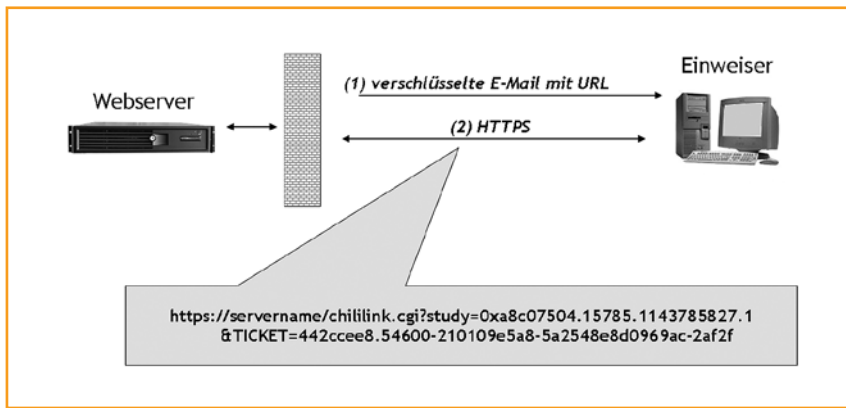 Webserver
(1) verschlüsselte E-Mail mit URL
(2) HTTPS
Einweiser
https://servername/chililink.cgi?study=0xa8c07504.15785.1143785827.1
&TICKET=442ccee8.54600-210109e5a8-5a2548e8d0969ac-2af2f